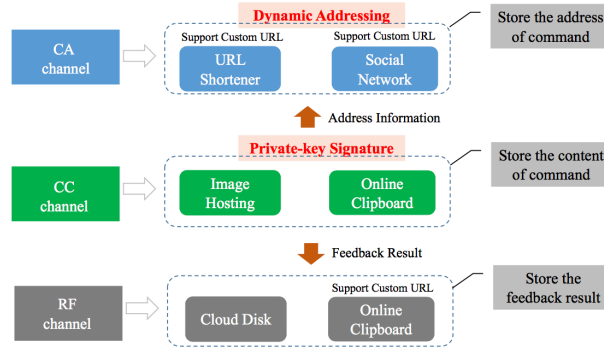 Dynamic Addressing
Store the address
of command
CA
channel
Support Custom URL
Support Custom URL
URL
Shortener
Social
Network
Address Information
Private-key Signature
Store the content
of command
CC
channel
Image
Hosting
Online
Clipboard
Feedback Result
Support Custom URL
Store the
feedback result
RF
channel
Cloud Disk
Online
Clipboard